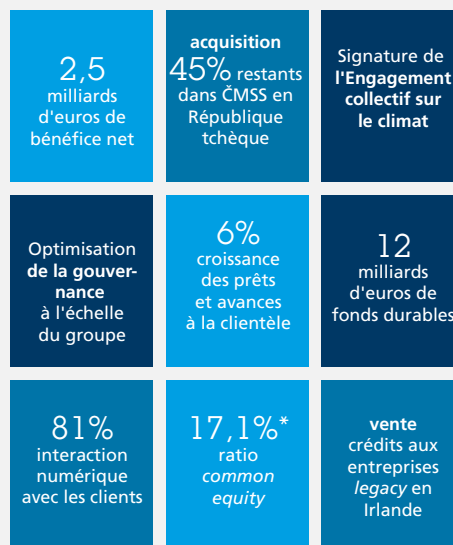 2,5
milliards
d'euros de
bénéfice net
acquisition
45% restants
dans ČMSS en
République
tchèque
Signature de
l'Engagement
collectif sur
le climat
Optimisation
de la gouver-
nance
à l'échelle
du groupe
6%
croissance
des prêts
et avances
à la clientèle
12
milliards
d'euros de
fonds durables
81%
interaction
numérique
avec les clients
17,1%*
ratio
common
equity
vente
crédits aux
entreprises
legacy en
Irlande